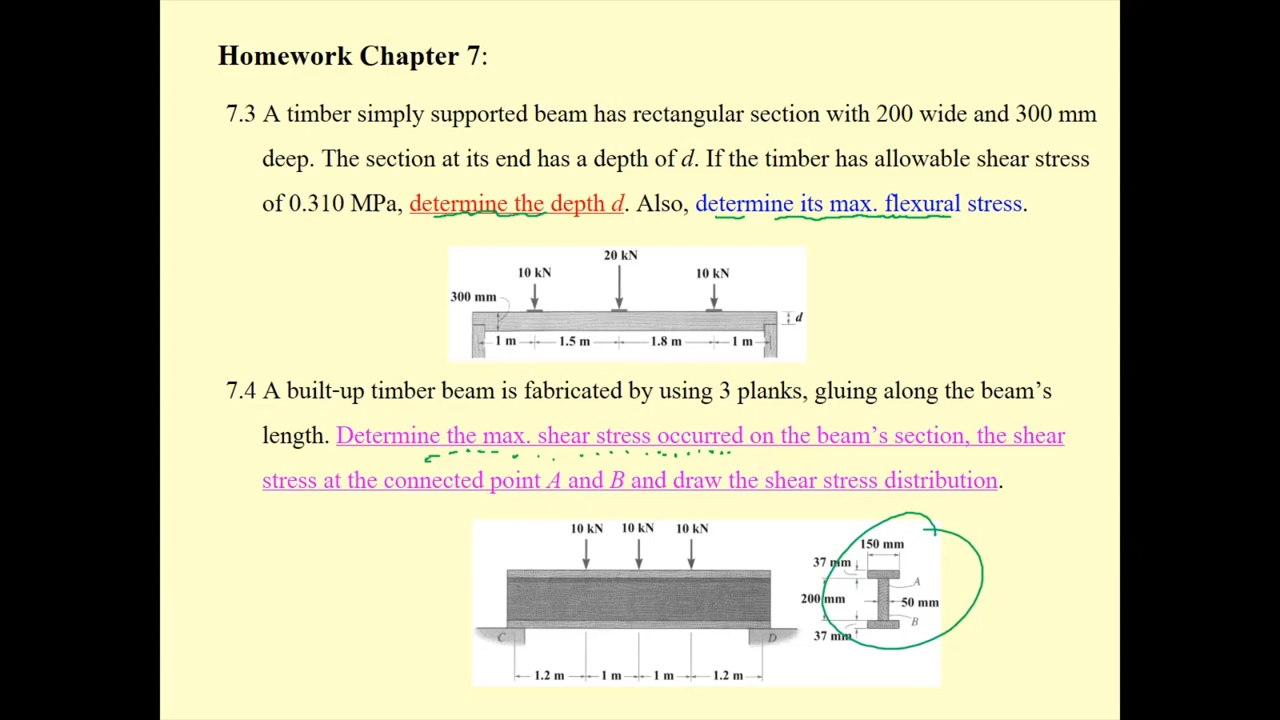 Homework Chapter 7:
7.3 A timber simply supported beam has rectangular section with 200 wide and 300 mm
deep. The section at its end has a depth of d. If the timber has allowable shear stress
of 0.310 MPa, determine the depth d. Also, determine its max. flexural stress.
20 kN
10 kN
10 kN
300 mm
d
1 m
1.5 m
1.8 m
1 m
7.4 A built-up timber beam is fabricated by using 3 planks, gluing along the beam's
length. Determine the max. shear stress occurred on the beam's section, the shear
stress at the connected point A and B and draw the shear stress distribution.
10 kN 10 kN 10 kN
150 mm
37 mm
A
200 mm
50 mm
B
37 mm
C
D
1.2 m
1 m
1 m
1.2 m